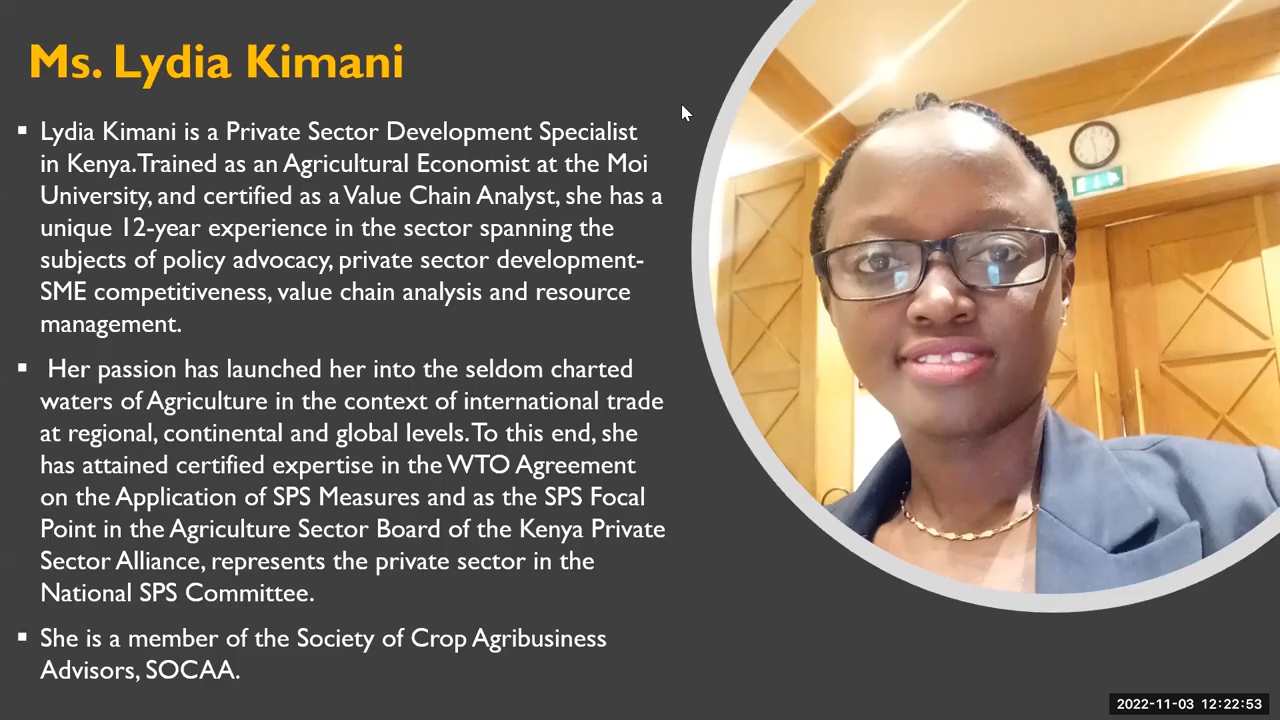 Ms. Lydia Kimani
▪ Lydia Kimani is a Private Sector Development Specialist
in Kenya. Trained as an Agricultural Economist at the Moi
University, and certified as a Value Chain Analyst, she has a
unique 12-year experience in the sector spanning the
subjects of policy advocacy, private sector development-
SME competitiveness, value chain analysis and resource
management.
▪ Her passion has launched her into the seldom charted
waters of Agriculture in the context of international trade
at regional, continental and global levels. To this end, she
has attained certified expertise in the WTO Agreement
on the Application of SPS Measures and as the SPS Focal
Point in the Agriculture Sector Board of the Kenya Private
Sector Alliance, represents the private sector in the
National SPS Committee.
▪ She is a member of the Society of Crop Agribusiness
Advisors, SOCAA.
2022-11-03 12:22:53